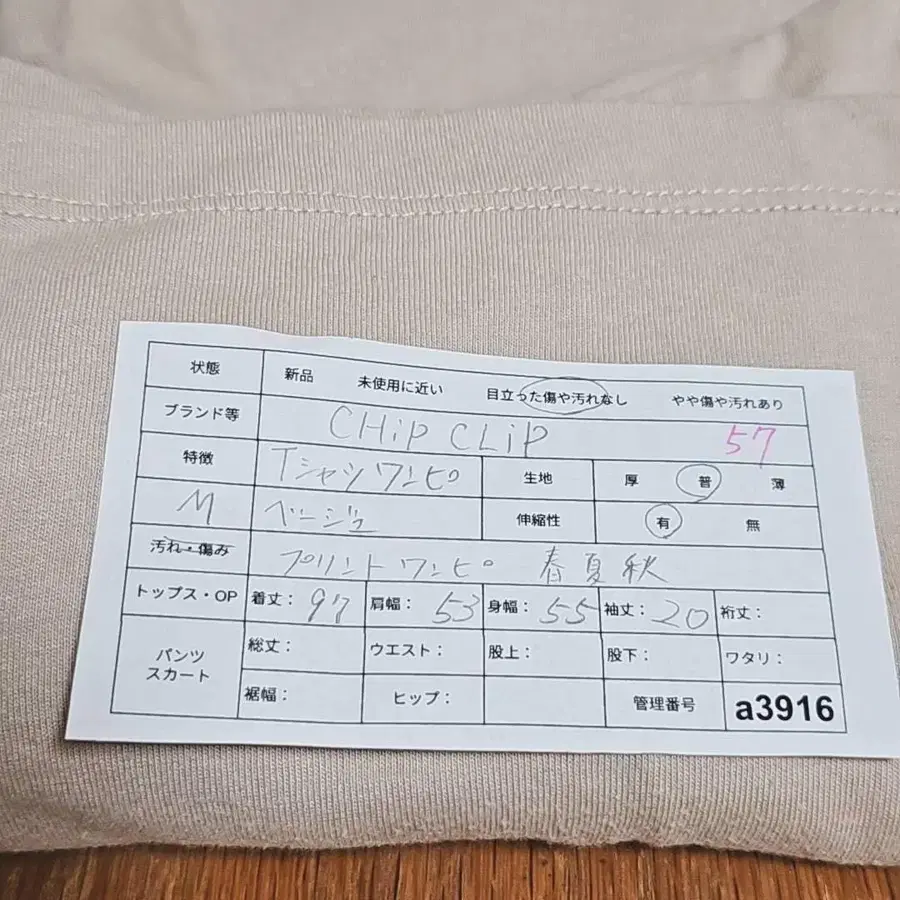 状態 新品 未使用に近い 目立った傷や汚れなし やや傷や汚れあり
ブランド等 CHiP CLiP 57
特徴 Tシャツワンピ 生地 厚 普 薄
M ベージュ 伸縮性 有 無
汚れ・傷み プリントワンピ 春夏秋
トップス・OP 着丈: 97 肩幅: 53 身幅: 55 袖丈: 20 裄丈:
パンツ スカート 総丈: ウエスト: 股上: 股下: ワタリ:
裾幅: ヒップ: 管理番号 a3916